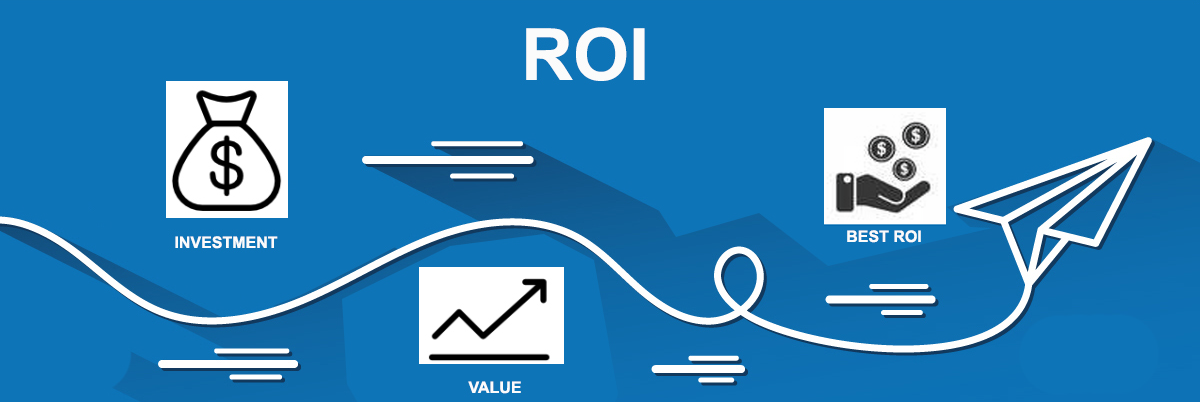 ROI
INVESTMENT
VALUE
BEST ROI